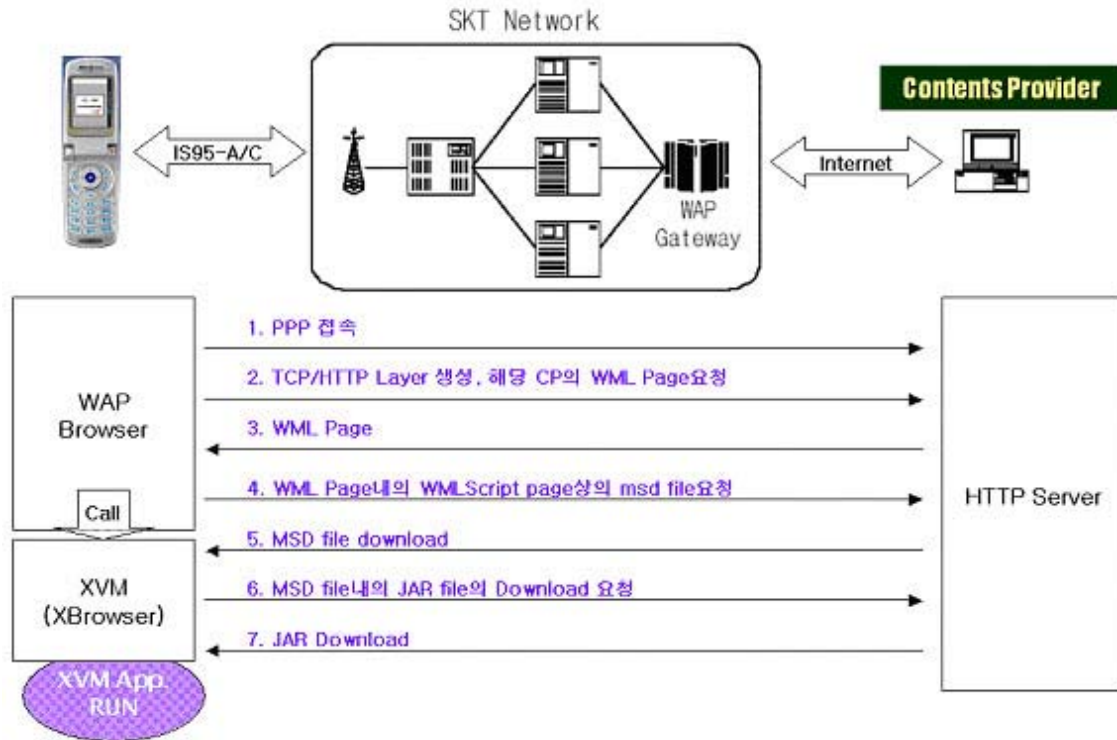 SKT Network
Contents Provider
IS95-A/C
Internet
WAP
Gateway
1. PPP 접속
2. TCP/HTTP Layer 생성, 해당 CP의 WML Page요청
WAP
Browser
3. WML Page
4. WML Page내의 WMLScript page상의 msd file요청
HTTP Server
Call
5. MSD file download
XVM
(XBrowser)
6. MSD file내의 JAR file의 Download 요청
7. JAR Download
XVM App.
RUN